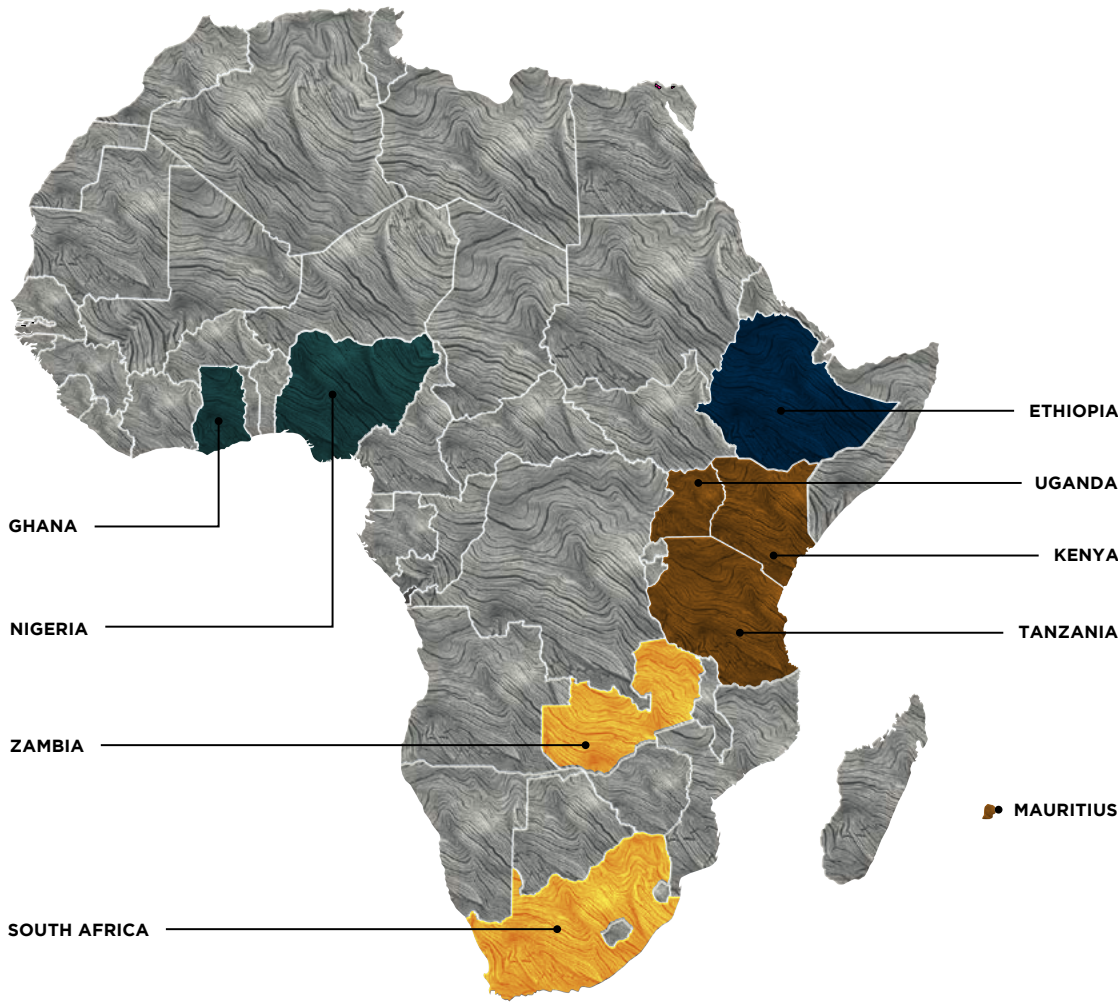 ETHIOPIA
UGANDA
GHANA
KENYA
NIGERIA
TANZANIA
ZAMBIA
MAURITIUS
SOUTH AFRICA